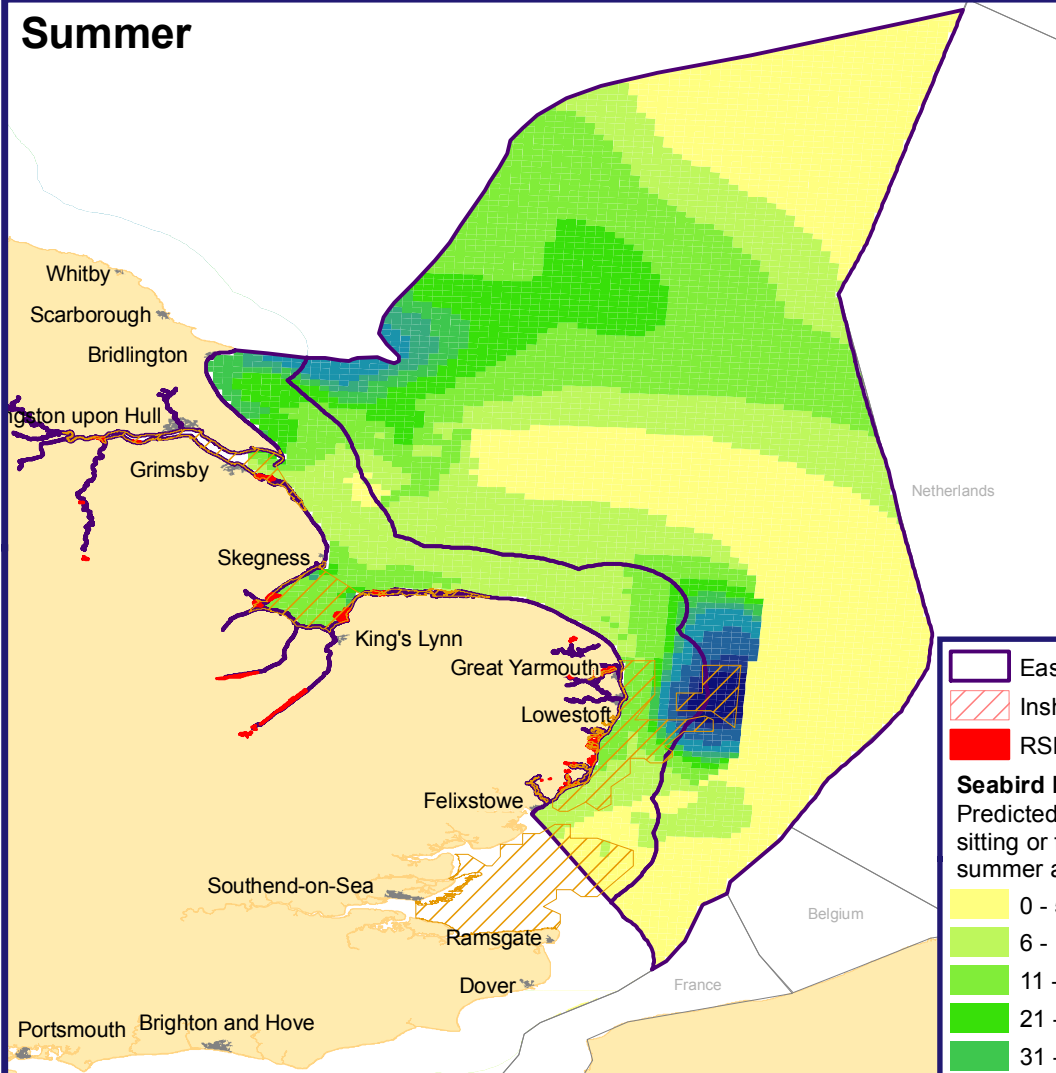 Summer
Whitby
Scarborough
Bridlington
ngston upon Hull
Grimsby
Netherlands
Skegness
King's Lynn
Great Yarmouth
Lowestoft
Felixstowe
Southend-on-Sea
Ramsgate
Dover
Portsmouth
Brighton and Hove
Belgium
France
Eas
Insh
RSI
Seabird
Predicted
sitting or
summer a
0 -
6 -
11 -
21 -
31 -